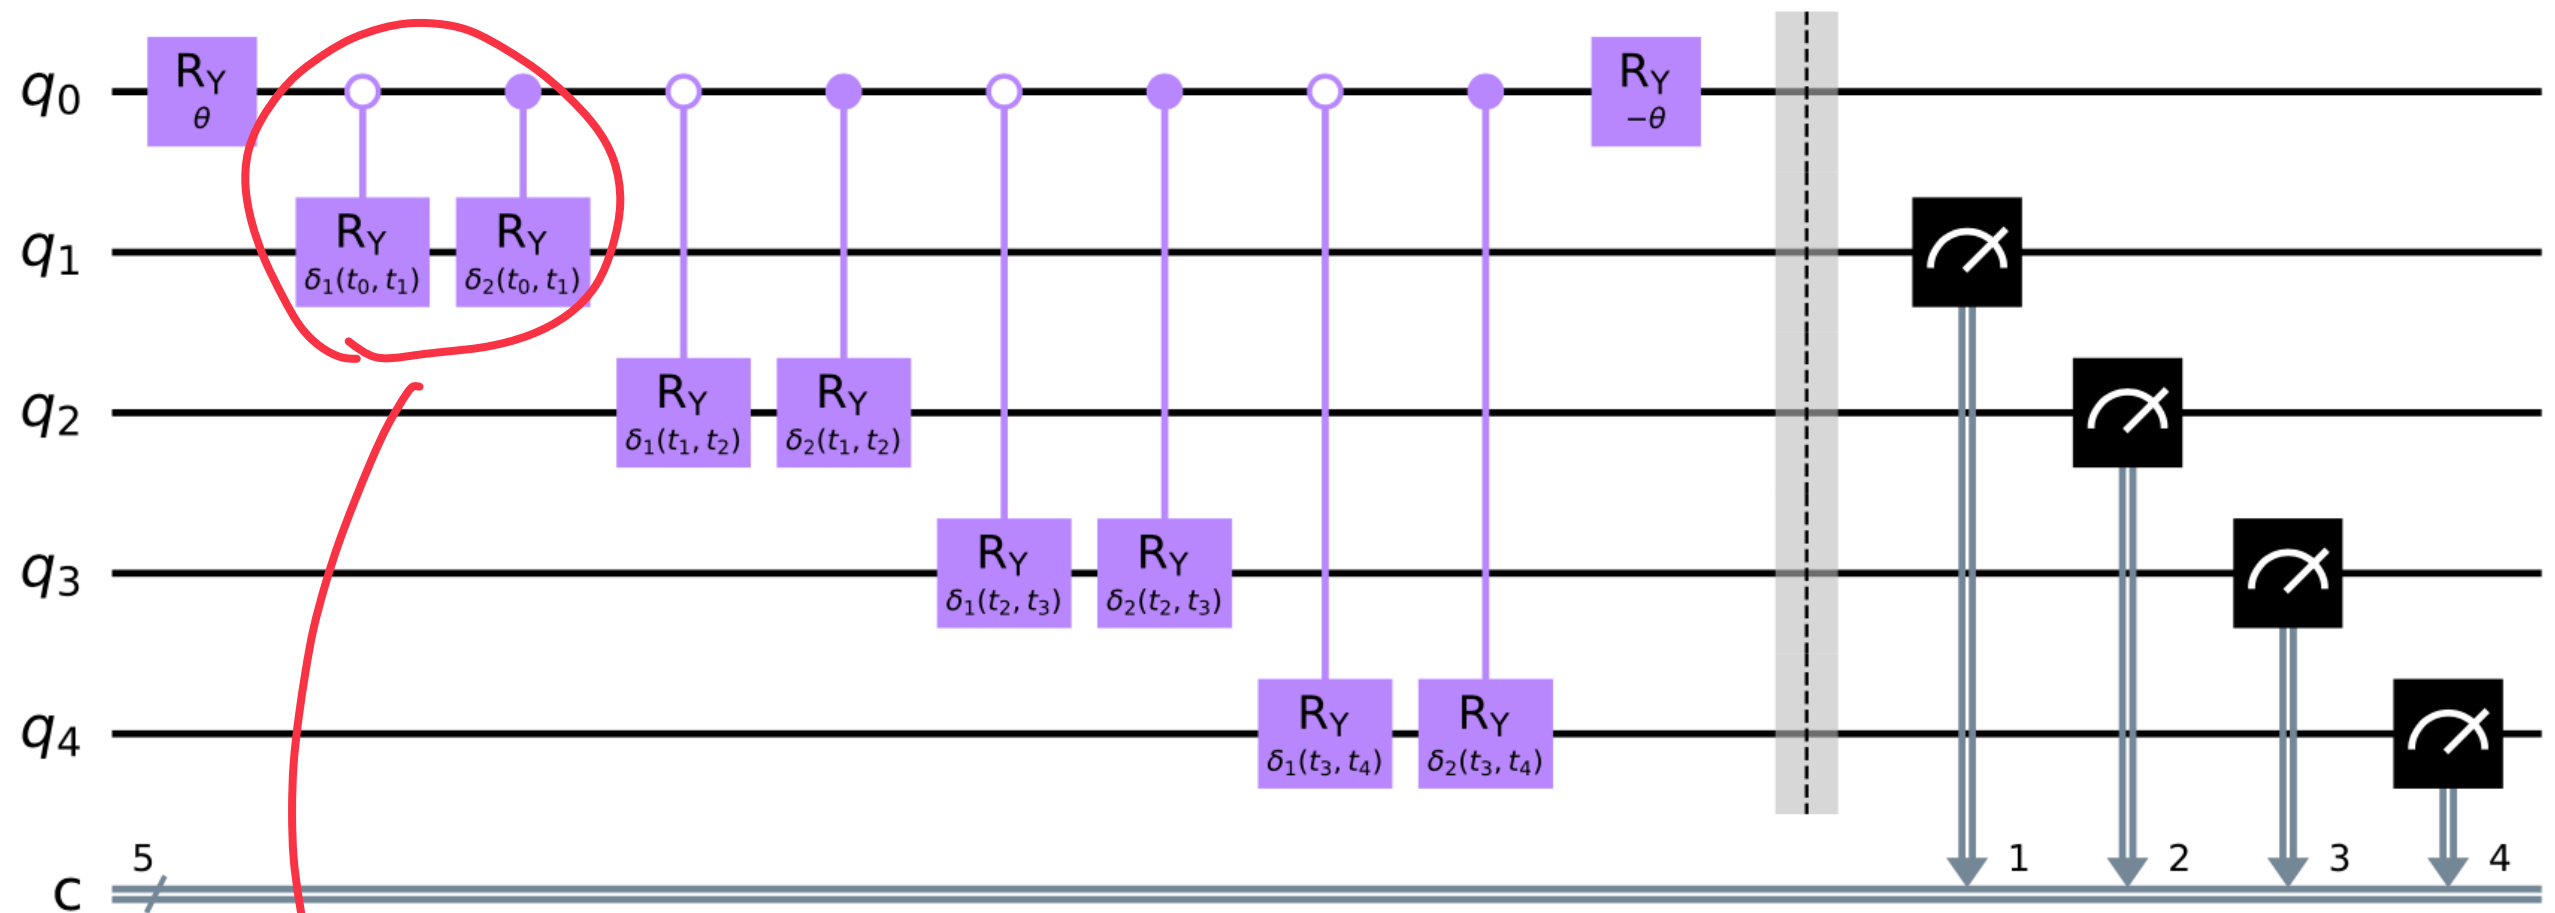 q0 RY θ RY −θ
q1 RY δ1(t0, t1) RY δ2(t0, t1)
q2 RY δ1(t1, t2) RY δ2(t1, t2)
q3 RY δ1(t2, t3) RY δ2(t2, t3)
q4 RY δ1(t3, t4) RY δ2(t3, t4)
5 1 2 3 4
c